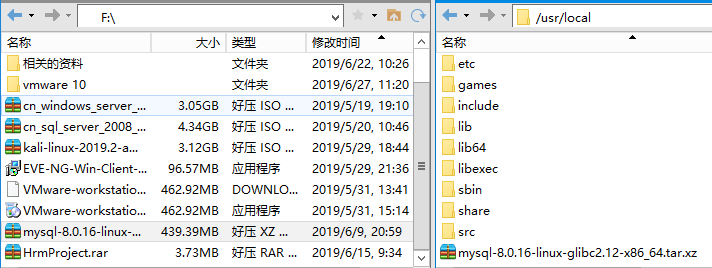 F:\
/usr/local
名称 大小 类型 修改时间
相关的资料 文件夹 2019/6/22, 10:26
vmware 10 文件夹 2019/6/27, 11:20
cn_windows_server_... 3.05GB 好压 ISO ... 2019/5/19, 19:10
cn_sql_server_2008_... 4.34GB 好压 ISO ... 2019/5/20, 10:46
kali-linux-2019.2-a... 3.12GB 好压 ISO ... 2019/5/29, 18:44
EVE-NG-Win-Client-... 96.57MB 应用程序 2019/5/29, 21:36
VMware-workstatio... 462.92MB DOWNLO... 2019/5/31, 13:41
VMware-workstatio... 462.92MB 应用程序 2019/5/31, 15:14
mysql-8.0.16-linux-... 439.39MB 好压 XZ ... 2019/6/9, 20:59
HrmProject.rar 3.73MB 好压 RAR ... 2019/6/15, 9:34
名称
etc
games
include
lib
lib64
libexec
sbin
share
src
mysql-8.0.16-linux-glibc2.12-x86_64.tar.xz